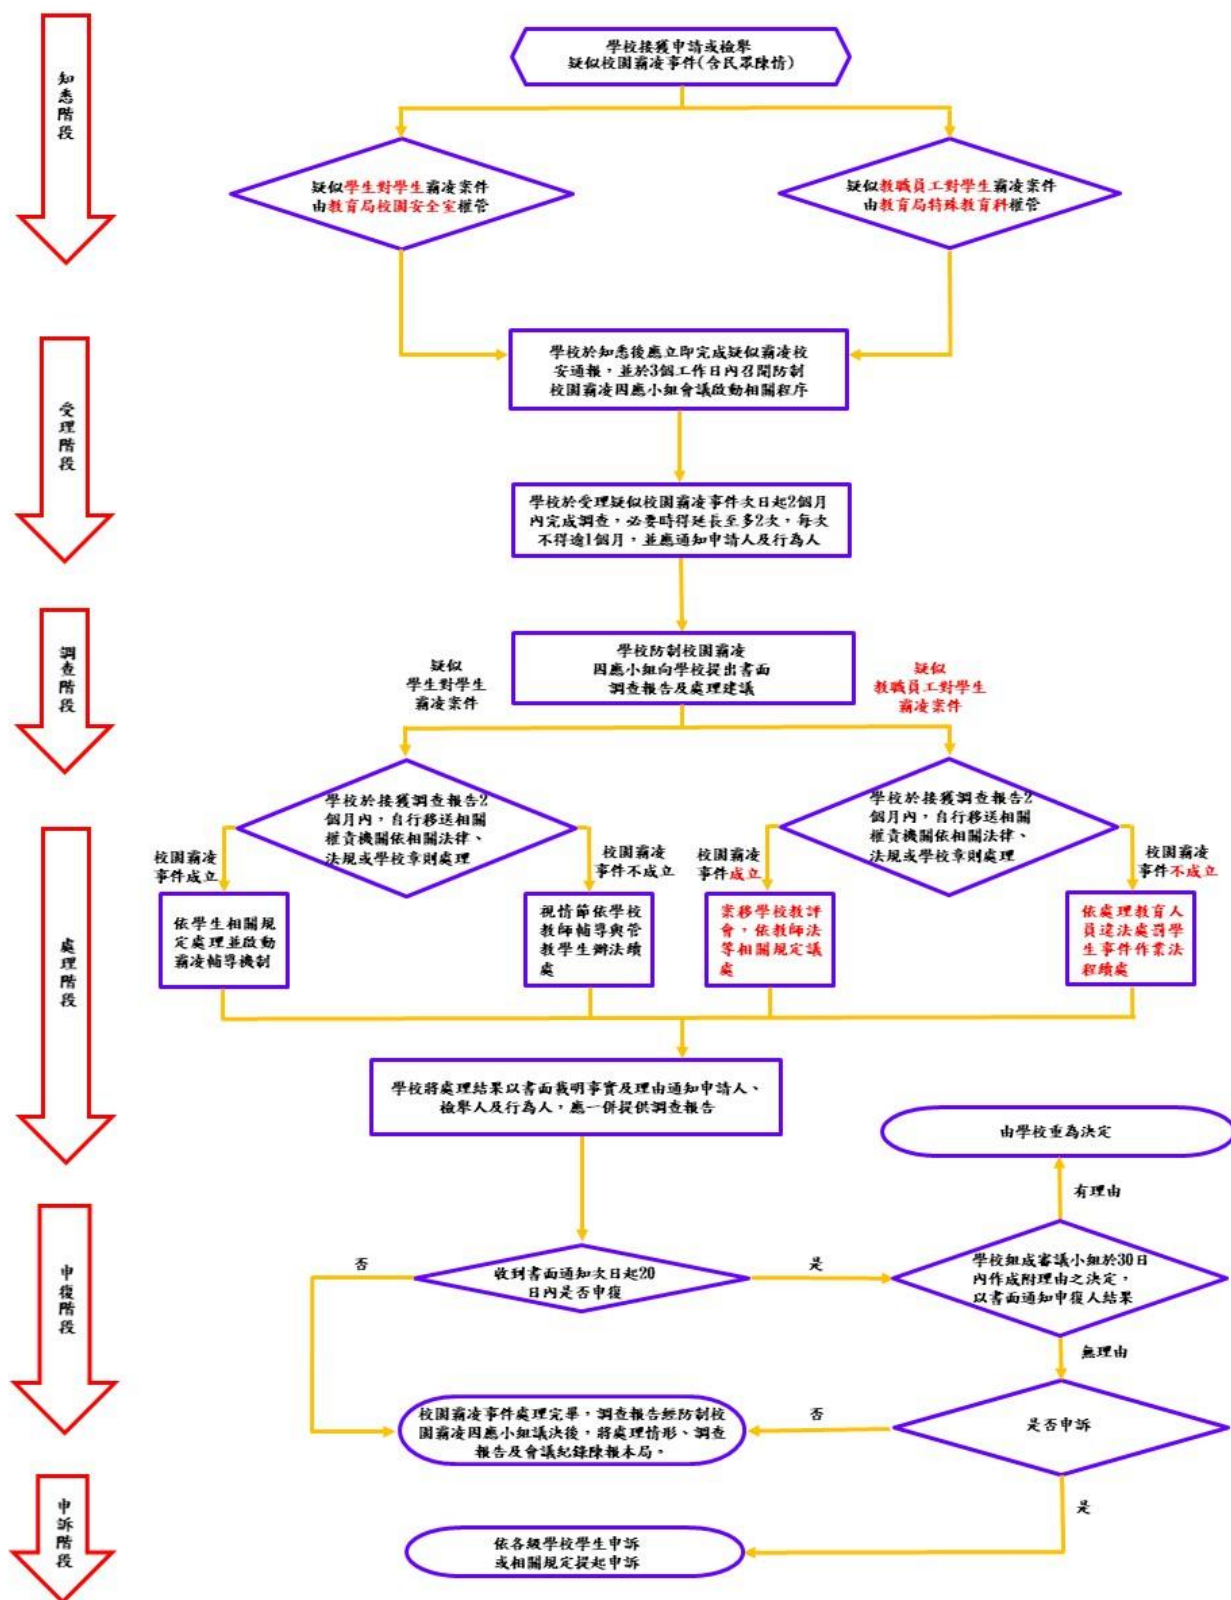 知悉階段
學校接獲申請或檢舉
疑似校園霸凌事件(含民眾陳情)
疑似學生對學生霸凌案件
由教育局校園安全室權管
疑似教職員工對學生霸凌案件
由教育局特殊教育科權管
受理階段
學校於知悉後應立即完成疑似霸凌校
安通報，並於3個工作日內召開防制
校園霸凌因應小組會議啟動相關程序
學校於受理疑似校園霸凌事件次日起2個月
內完成調查，必要時得延長至多2次，每次
不得逾1個月，並應通知申請人及行為人
調查階段
學校防制校園霸凌
因應小組向學校提出書面
調查報告及處理建議
疑似
學生對學生
霸凌案件
疑似
教職員工對學生
霸凌案件
處理階段
學校於接獲調查報告2
個月內，自行移送相關
權責機關依相關法律、
法規或學校章則處理
學校於接獲調查報告2
個月內，自行移送相關
權責機關依相關法律、
法規或學校章則處理
校園霸凌
事件成立
校園霸凌
事件不成立
校園霸凌
事件成立
校園霸凌
事件不成立
依學生相關規
定處理並啟動
霸凌輔導機制
視情節依學校
教師輔導與管
教學生辦法續
處
案移學校教評
會，依教師法
等相關規定議
處
依處理教育人
員違法處罰學
生事件作業法
程續處
學校將處理結果以書面載明事實及理由通知申請人、
檢舉人及行為人，應一併提供調查報告
由學校重為決定
有理由
申復階段
否
收到書面通知次日起20
日內是否申復
是
學校組成審議小組於30日
內作成附理由之決定，
以書面通知申復人結果
無理由
校園霸凌事件處理完畢，調查報告經防制校
園霸凌因應小組議決後，將處理情形、調查
報告及會議紀錄陳報本局。
否
是否申訴
是
申訴階段
依各級學校學生申訴
或相關規定提起申訴